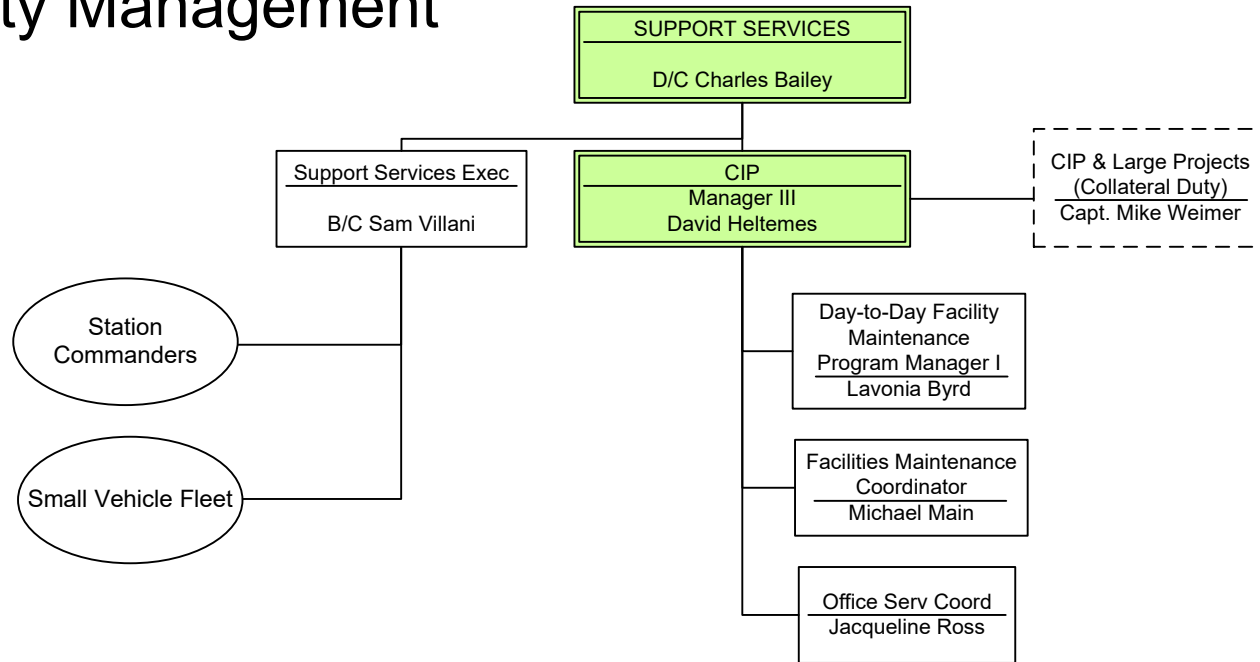 ty Management
SUPPORT SERVICES
D/C Charles Bailey
Support Services Exec
B/C Sam Villani
CIP
Manager III
David Heltemes
CIP & Large Projects
(Collateral Duty)
Capt. Mike Weimer
Station
Commanders
Small Vehicle Fleet
Day-to-Day Facility
Maintenance
Program Manager I
Lavonia Byrd
Facilities Maintenance
Coordinator
Michael Main
Office Serv Coord
Jacqueline Ross